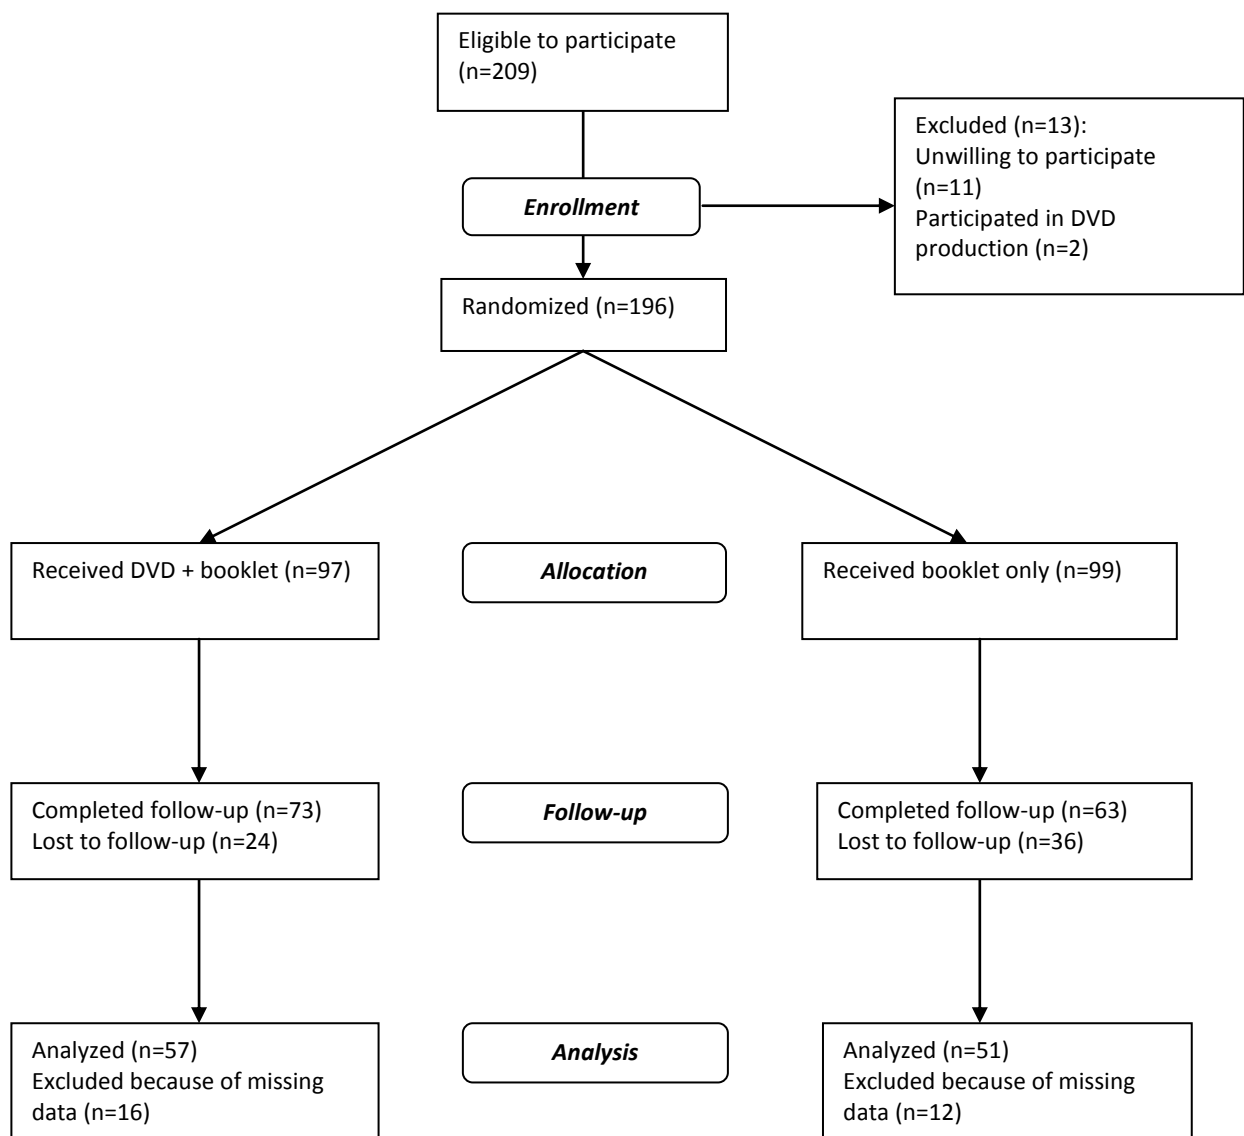 Eligible to participate
(n=209)
Excluded (n=13):
Unwilling to participate
(n=11)
Participated in DVD
production (n=2)
Enrollment
Randomized (n=196)
Received DVD + booklet (n=97)
Allocation
Received booklet only (n=99)
Completed follow-up (n=73)
Lost to follow-up (n=24)
Follow-up
Completed follow-up (n=63)
Lost to follow-up (n=36)
Analyzed (n=57)
Excluded because of missing
data (n=16)
Analysis
Analyzed (n=51)
Excluded because of missing
data (n=12)